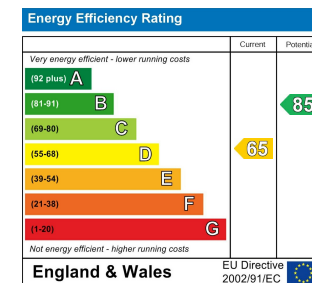 Energy Efficiency Rating
Current Potentia
Very energy efficient - lower running costs
(92 plus) A
(81-91) B
85
(69-80) C
(55-68) D
65
(39-54) E
(21-38) F
(1-20) G
Not energy efficient - higher running costs
England & Wales
EU Directive
2002/91/EC